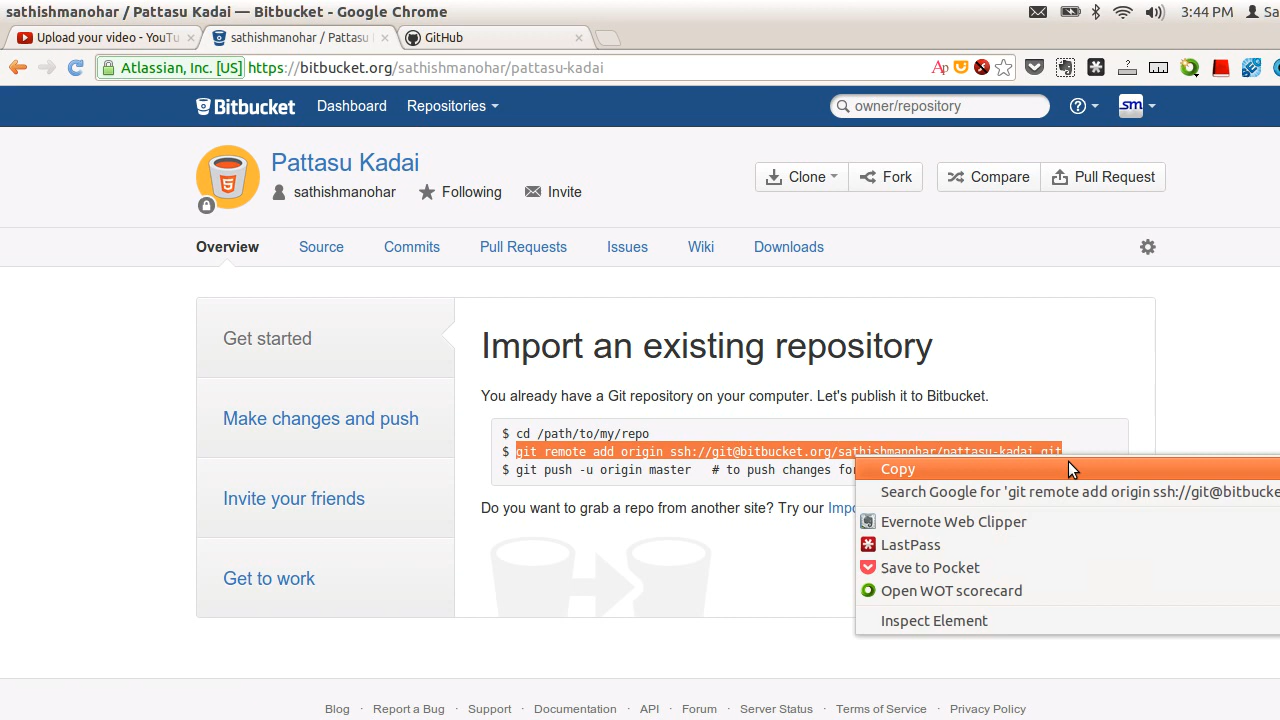 sathishmanohar / Pattasu Kadai — Bitbucket - Google Chrome
3:44 PM
Upload your video - YouTu
sathishmanohar / Pattasu
GitHub
Atlassian, Inc. [US] https://bitbucket.org/sathishmanohar/pattasu-kadai
Bitbucket Dashboard Repositories owner/repository sm
Pattasu Kadai
sathishmanohar Following Invite
Clone Fork Compare Pull Request
Overview Source Commits Pull Requests Issues Wiki Downloads
Get started
Make changes and push
Invite your friends
Get to work
Import an existing repository
You already have a Git repository on your computer. Let's publish it to Bitbucket.
$ cd /path/to/my/repo
$ git remote add origin ssh://git@bitbucket.org/sathishmanohar/pattasu-kadai.git
$ git push -u origin master # to push changes for
Do you want to grab a repo from another site? Try our Impo
Copy
Search Google for 'git remote add origin ssh://git@bitbucke
Evernote Web Clipper
LastPass
Save to Pocket
Open WOT scorecard
Inspect Element
Blog · Report a Bug · Support · Documentation · API · Forum · Server Status · Terms of Service · Privacy Policy